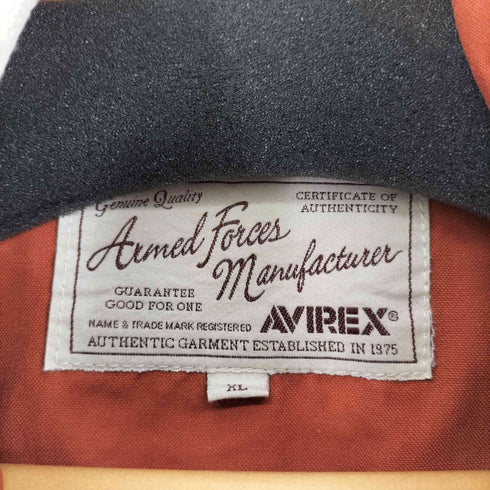 Genuine Quality
CERTIFICATE OF
AUTHENTICITY
Armed Forces
Manufacturer
GUARANTEE
GOOD FOR ONE
NAME & TRADE MARK REGISTERED
AVIREX®
AUTHENTIC GARMENT ESTABLISHED IN 1975
XL